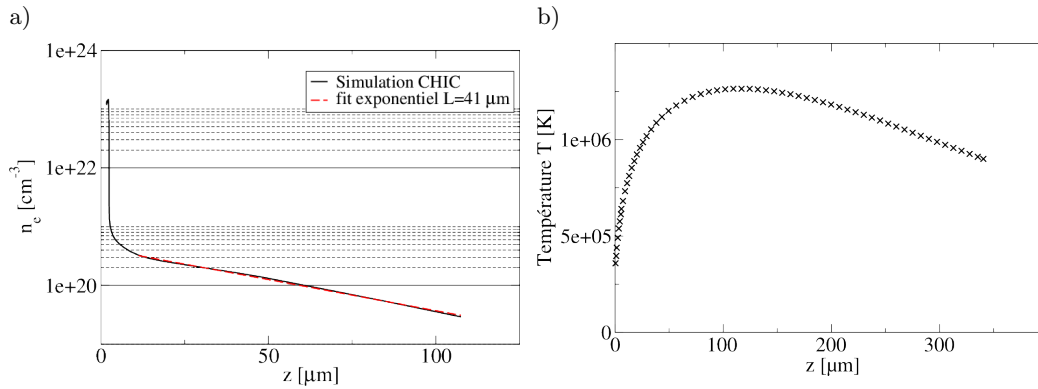 a)
1e+24
1e+22
1e+20
n_e [cm^-3]
Simulation CHIC
fit exponentiel L=41 μm
0
50
100
z [μm]
b)
1e+06
5e+05
0
Température T [K]
0
100
200
300
z [μm]